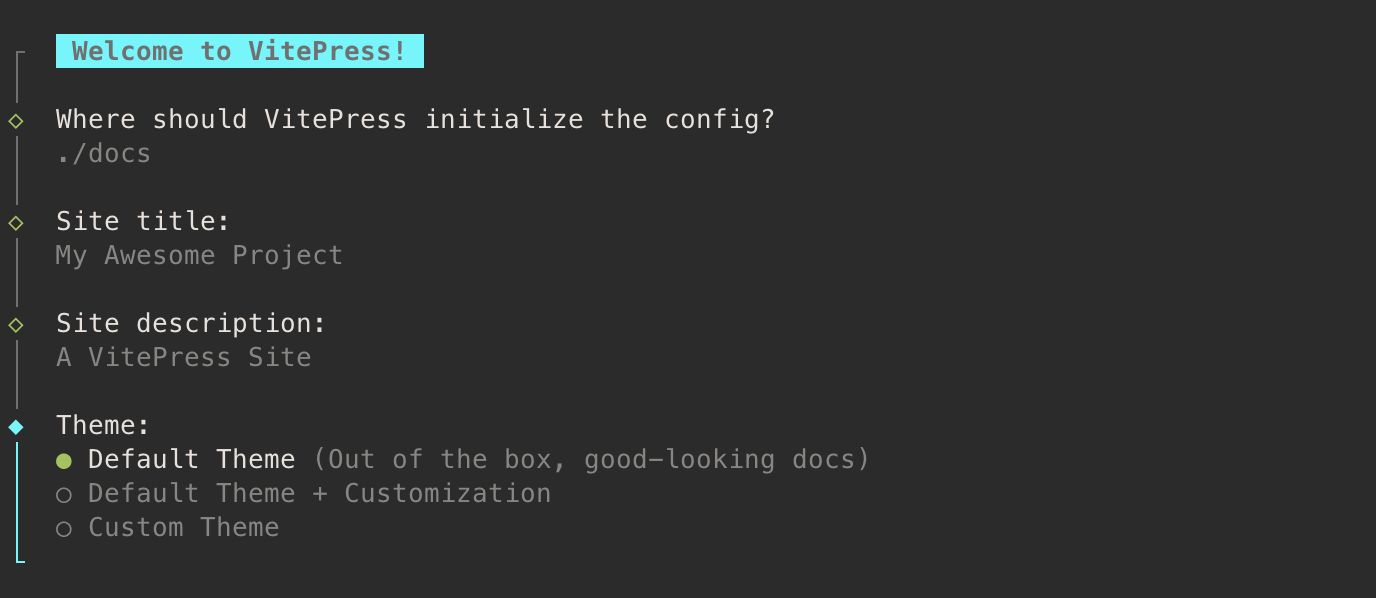 Welcome to VitePress!
Where should VitePress initialize the config?
./docs
Site title:
My Awesome Project
Site description:
A VitePress Site
Theme:
● Default Theme (Out of the box, good-looking docs)
○ Default Theme + Customization
○ Custom Theme